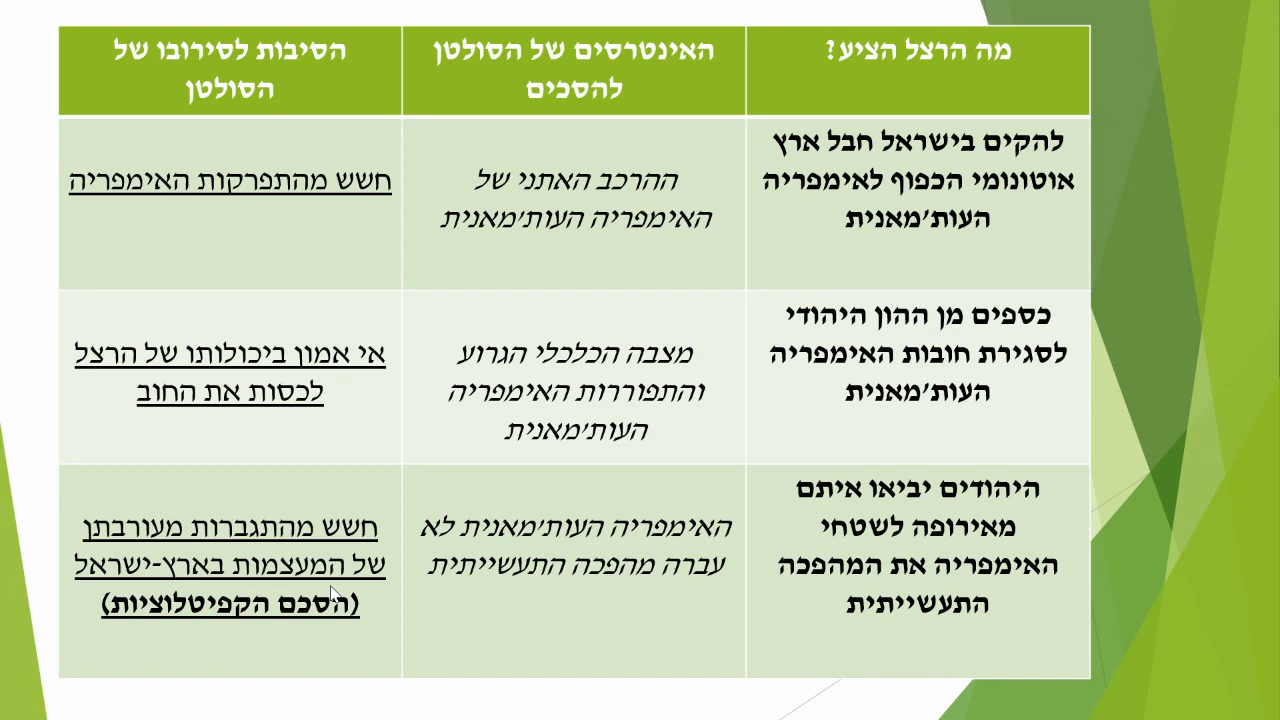 מה הרצל הציע?
האינטרסים של הסולטן
להסכים
הסיבות לסירובו של
הסולטן
להקים בישראל חבל ארץ
אוטונומי הכפוף לאימפריה
העות'מאנית
ההרכב האתני של
האימפריה העות'מאנית
חשש מהתפרקות האימפריה
כספים מן ההון היהודי
לסגירת חובות האימפריה
העות'מאנית
מצבה הכלכלי הגרוע
והתפוררות האימפריה
העות'מאנית
אי אמון ביכולותו של הרצל
לכסות את החוב
היהודים יביאו איתם
מאירופה לשטחי
האימפריה את המהפכה
התעשייתית
האימפריה העות'מאנית לא
עברה מהפכה התעשייתית
חשש מהתגברות מעורבתן
של המעצמות בארץ-ישראל
(הסכם הקפיטלוציות)